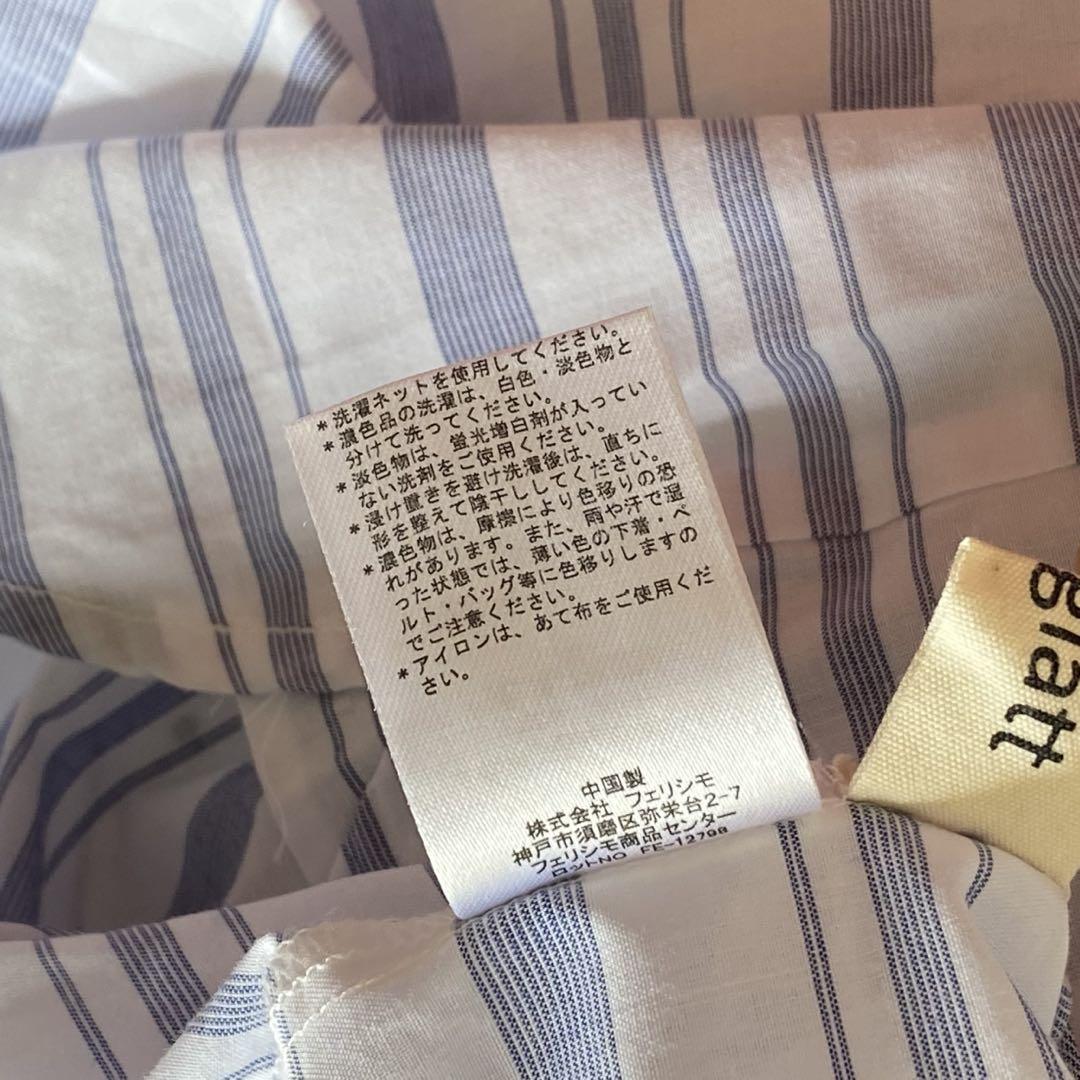 *洗濯ネットを使用してください。
*濃色品の洗濯は、白色・淡色物と
分けて洗ってください。
*淡色物は、蛍光増白剤が入ってい
ない洗剤をご使用ください。
*浸け置きを避け洗濯後は、直ちに
形を整えて陰干ししてください。
*濃色物は、摩擦により色移りの恐
れがあります。また、雨や汗で湿
った状態では、薄い色の下着・ベ
ルト・バッグ等に色移りしますの
でご注意ください。
*アイロンは、あて布をご使用くだ
さい。
中国製
株式会社 フェリシモ
神戸市須磨区弥栄台2-7
フェリシモ商品センター
ロットNO FE-12798
glatt